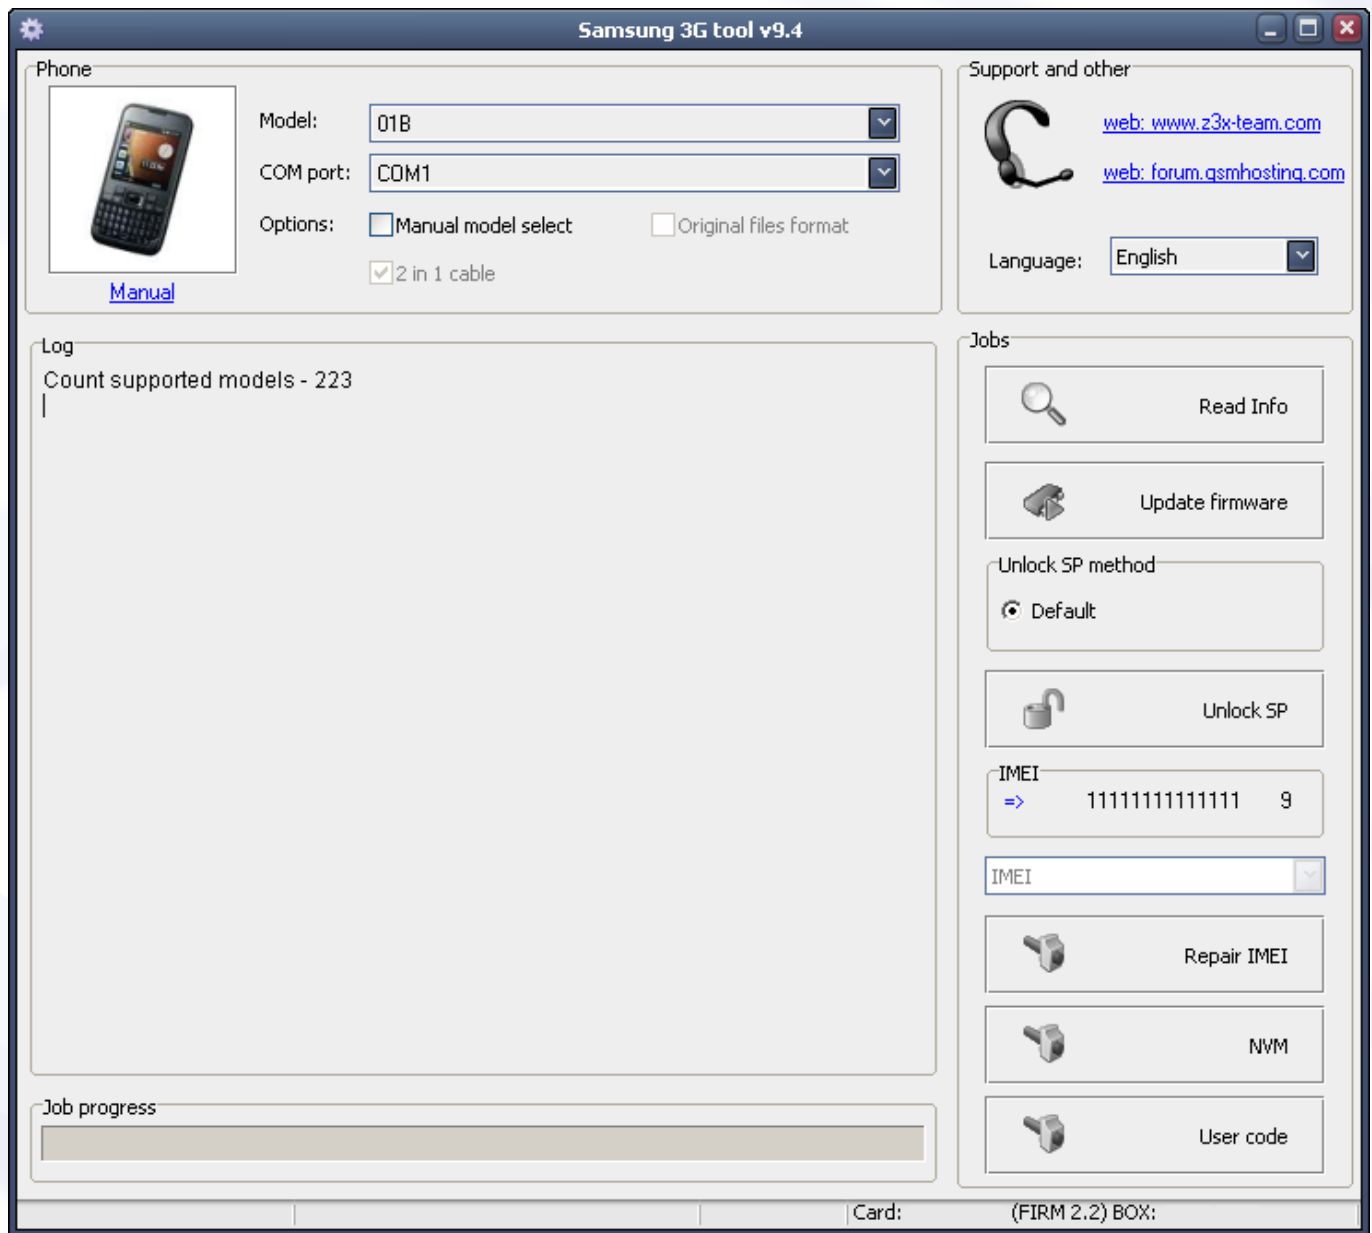 Samsung 3G tool v9.4
Phone
Model: 01B
COM port: COM1
Options: Manual model select Original files format
2 in 1 cable
Manual
Support and other
web: www.z3x-team.com
web: forum.gsmhosting.com
Language: English
Log
Count supported models - 223
Job progress
Jobs
Read Info
Update firmware
Unlock SP method
Default
Unlock SP
IMEI
=> 11111111111111 9
IMEI
Repair IMEI
NVM
User code
Card: (FIRM 2.2) BOX: